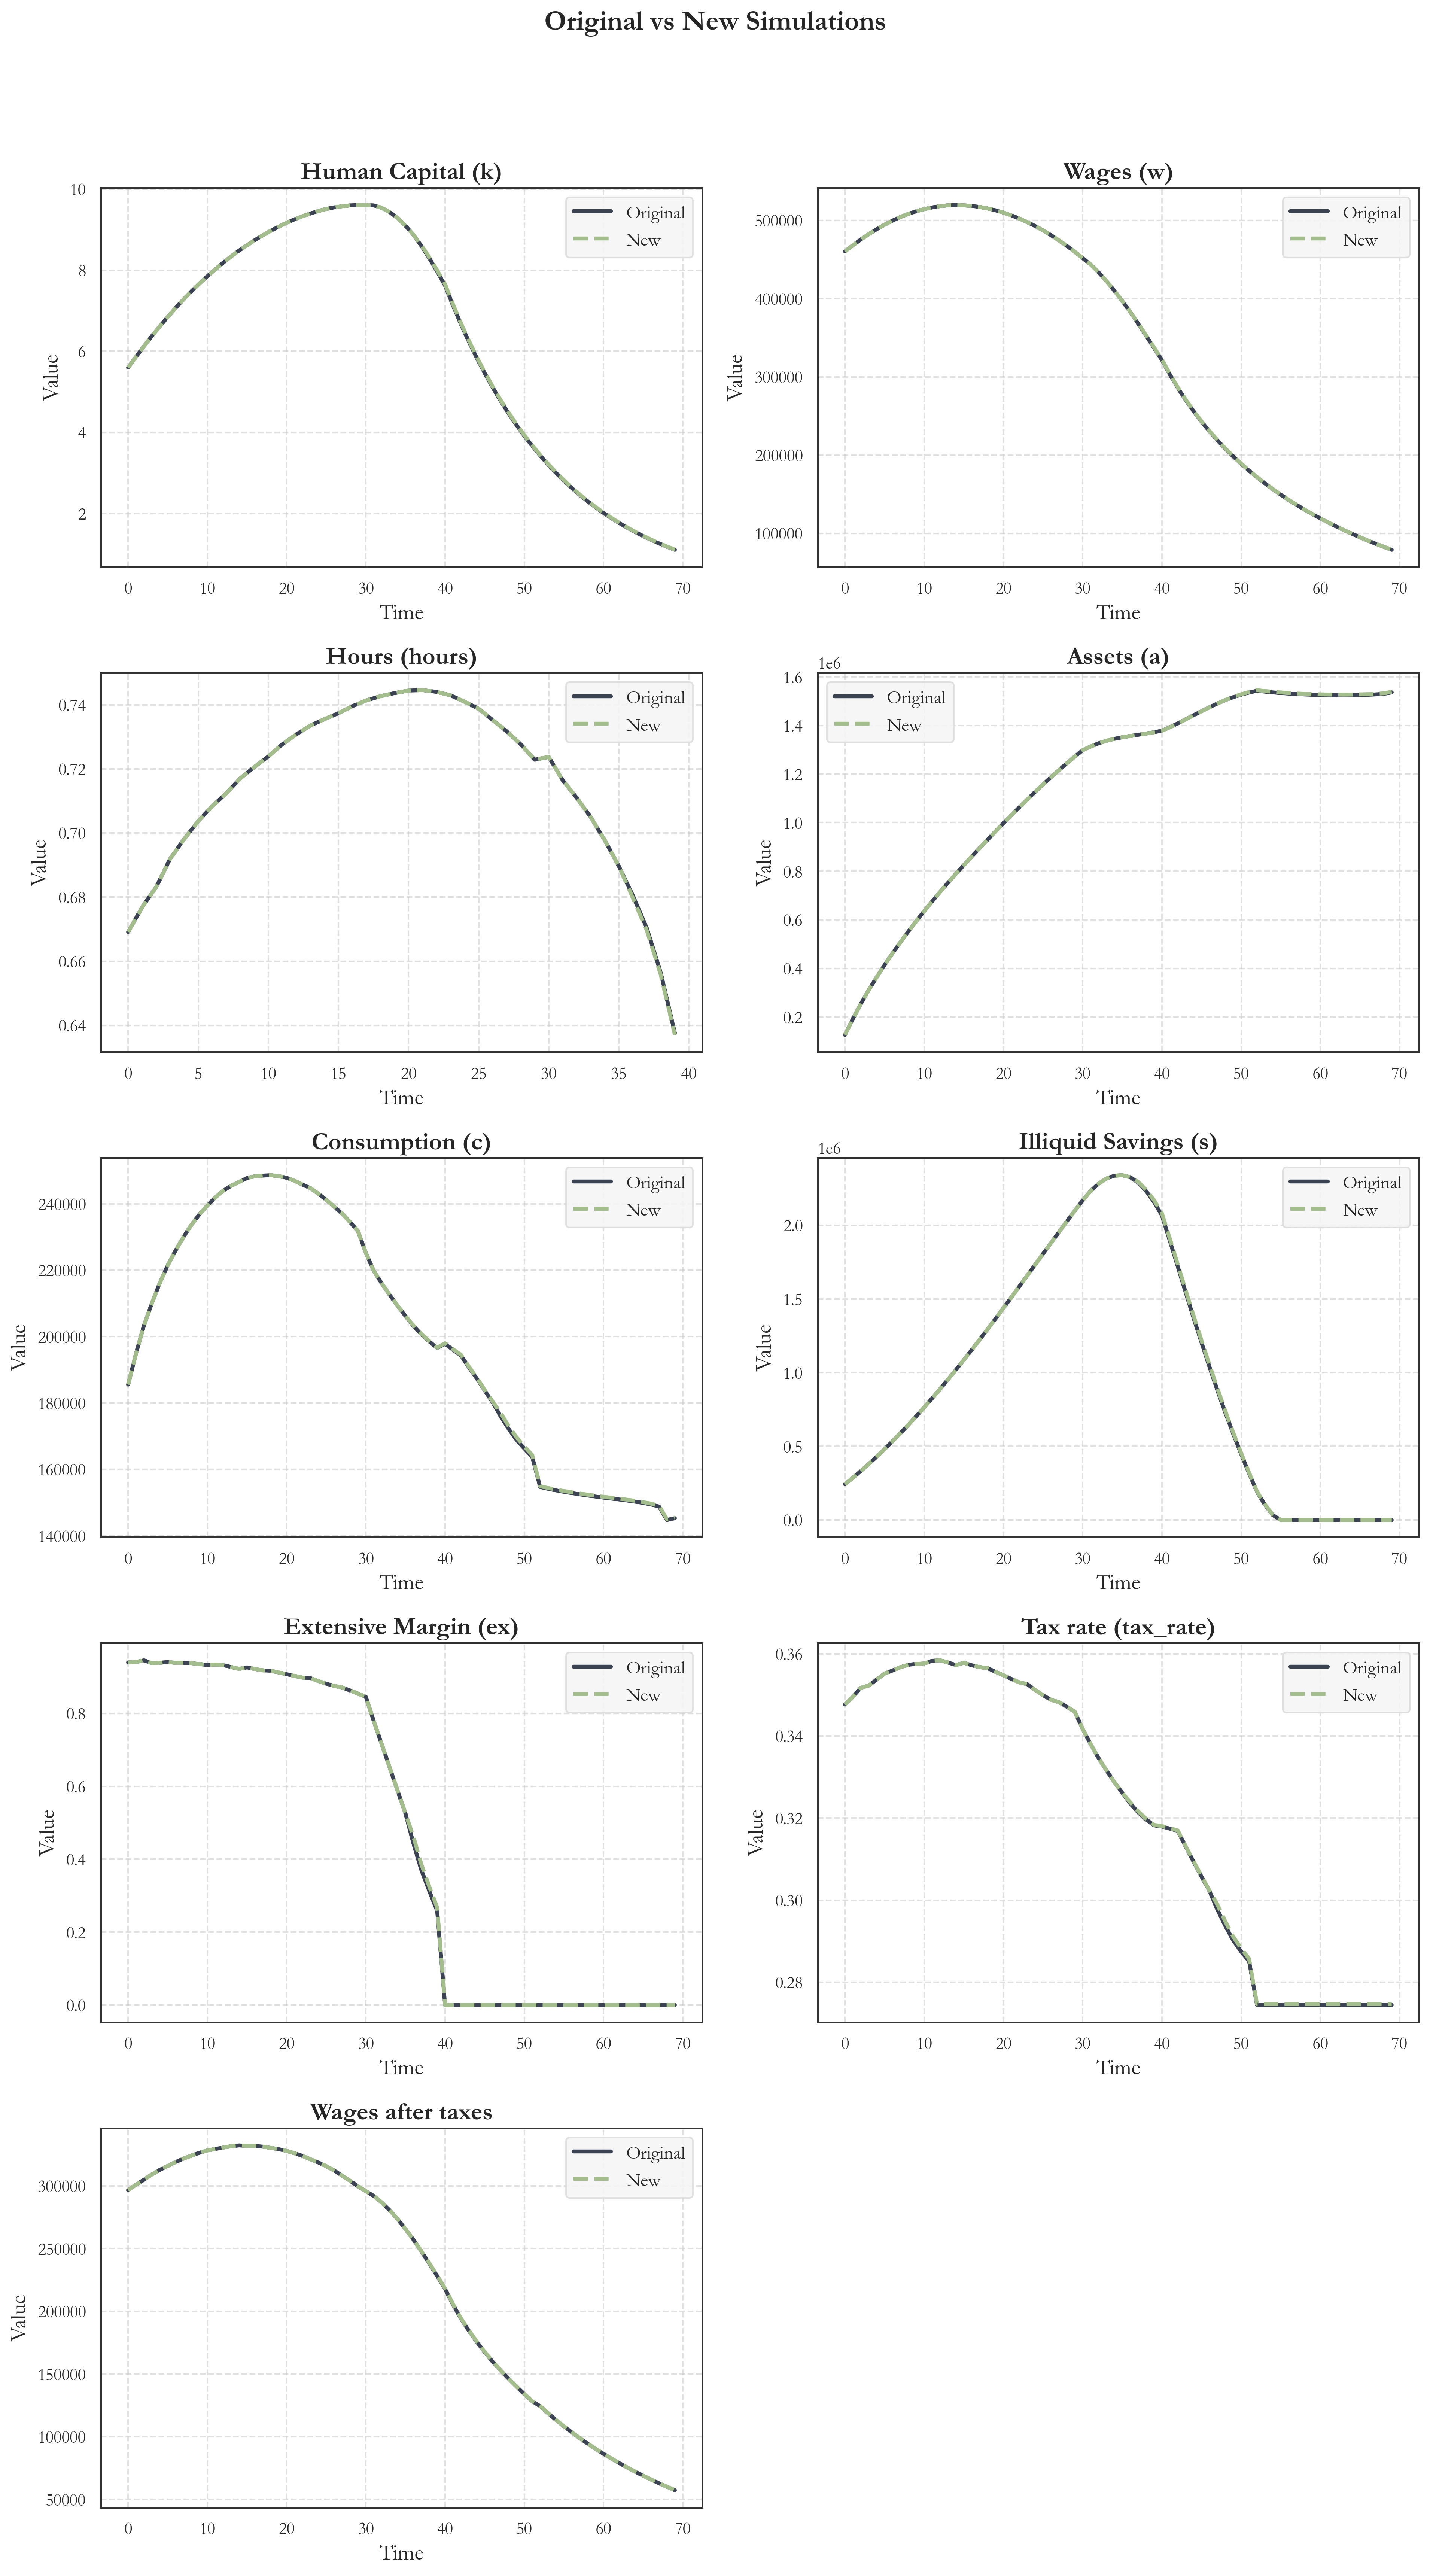 Original vs New Simulations
Human Capital (k)
Value
10
8
6
4
2
Original
New
0 10 20 30 40 50 60 70
Time
Wages (w)
Value
500000
400000
300000
200000
100000
Original
New
0 10 20 30 40 50 60 70
Time
Hours (hours)
Value
0.74
0.72
0.70
0.68
0.66
0.64
Original
New
0 5 10 15 20 25 30 35 40
Time
Assets (a)
1e6
Value
1.6
1.4
1.2
1.0
0.8
0.6
0.4
0.2
Original
New
0 10 20 30 40 50 60 70
Time
Consumption (c)
Value
240000
220000
200000
180000
160000
140000
Original
New
0 10 20 30 40 50 60 70
Time
Illiquid Savings (s)
1e6
Value
2.0
1.5
1.0
0.5
0.0
Original
New
0 10 20 30 40 50 60 70
Time
Extensive Margin (ex)
Value
0.8
0.6
0.4
0.2
0.0
Original
New
0 10 20 30 40 50 60 70
Time
Tax rate (tax_rate)
Value
0.36
0.34
0.32
0.30
0.28
Original
New
0 10 20 30 40 50 60 70
Time
Wages after taxes
Value
300000
250000
200000
150000
100000
50000
Original
New
0 10 20 30 40 50 60 70
Time